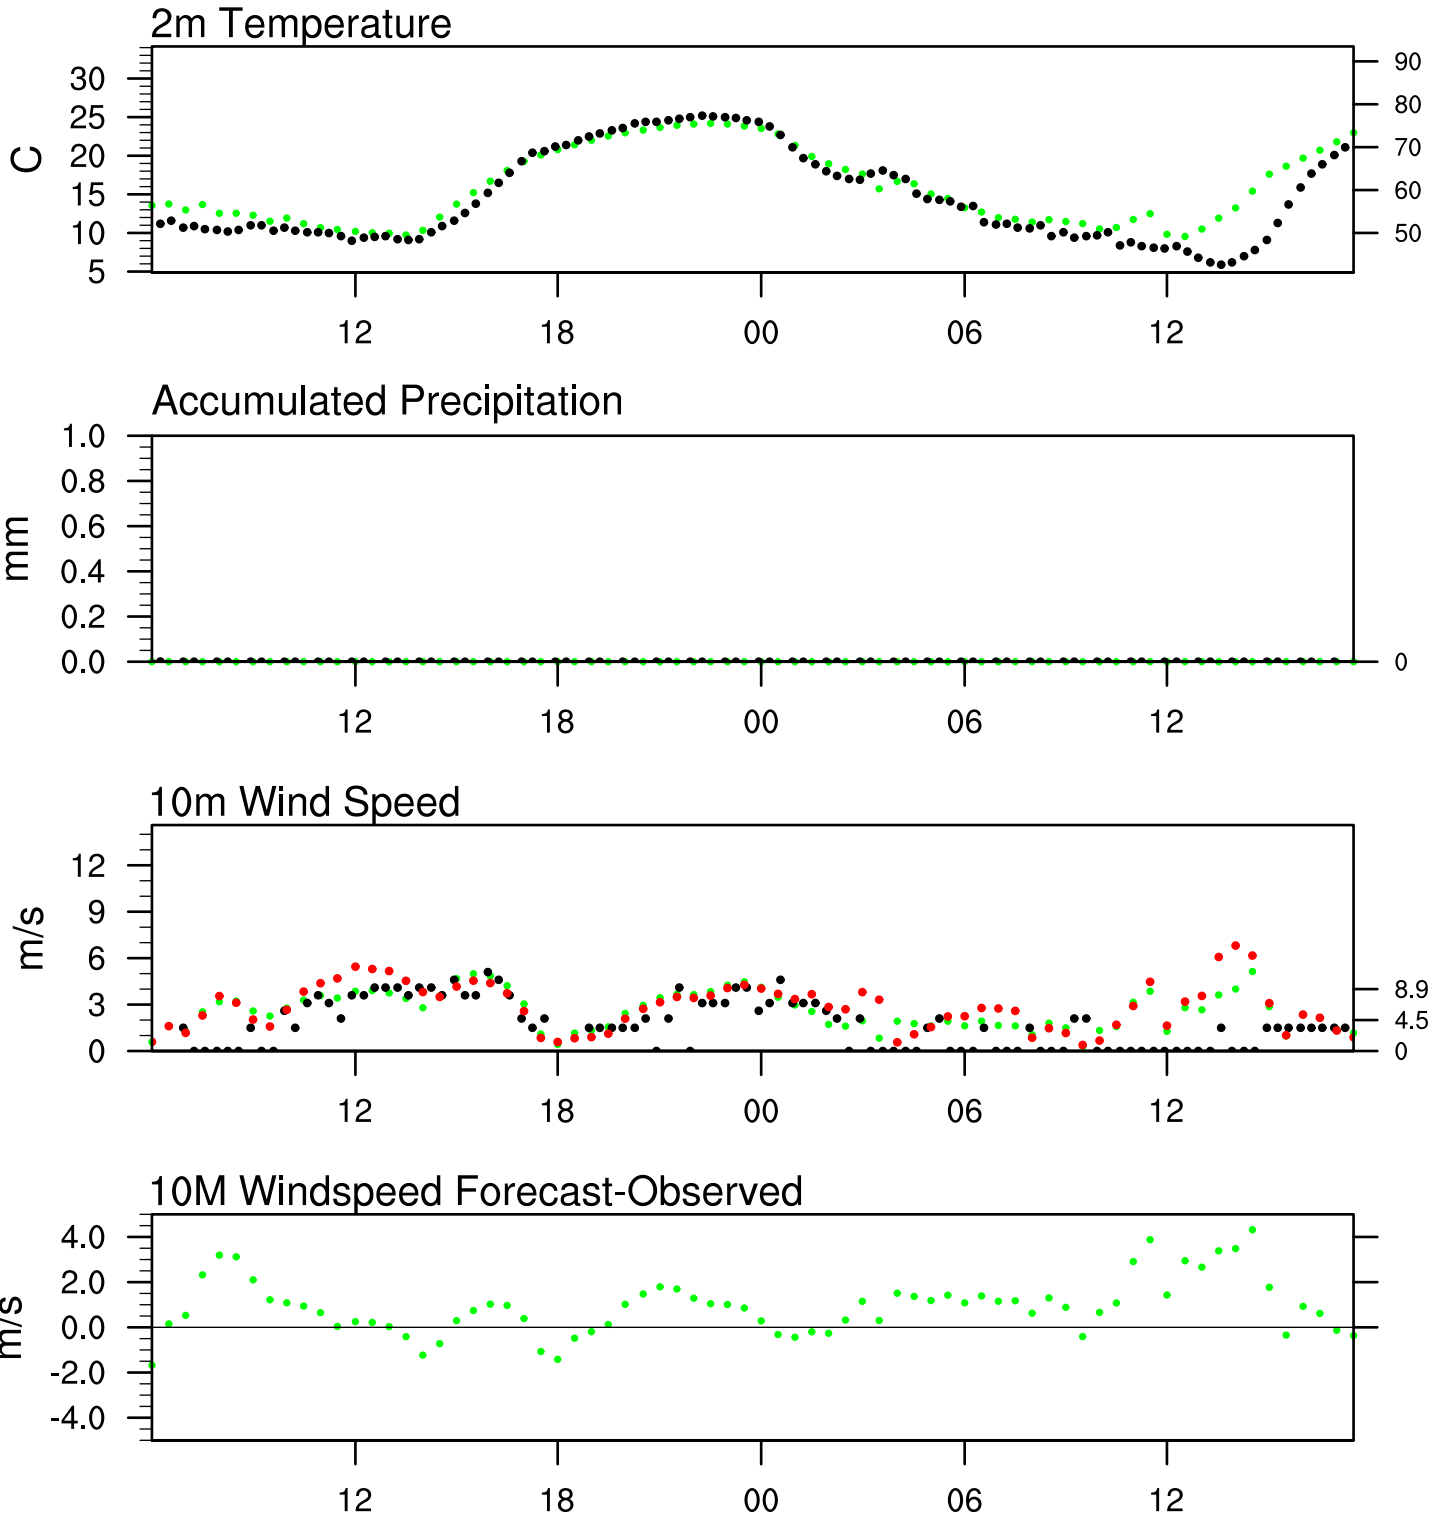 2m Temperature
30
25
20
15
10
5
C
90
80
70
60
50
12 18 00 06 12
Accumulated Precipitation
1.0
0.8
0.6
0.4
0.2
0.0
mm
0
12 18 00 06 12
10m Wind Speed
12
9
6
3
0
m/s
8.9
4.5
0
12 18 00 06 12
10M Windspeed Forecast-Observed
4.0
2.0
0.0
-2.0
-4.0
m/s
12 18 00 06 12